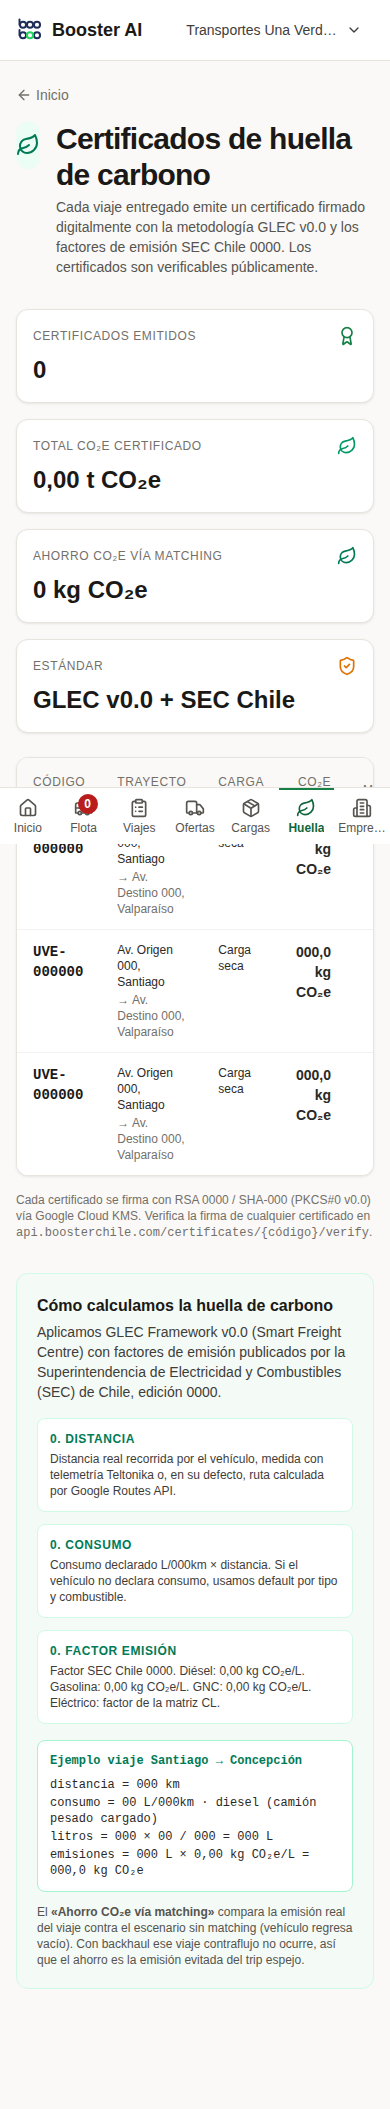 Booster AI
Transportes Una Verd…
← Inicio
Certificados de huella
de carbono
Cada viaje entregado emite un certificado firmado
digitalmente con la metodología GLEC v0.0 y los
factores de emisión SEC Chile 0000. Los
certificados son verificables públicamente.
CERTIFICADOS EMITIDOS
0
TOTAL CO₂E CERTIFICADO
0,00 t CO₂e
AHORRO CO₂E VÍA MATCHING
0 kg CO₂e
ESTÁNDAR
GLEC v0.0 + SEC Chile
CÓDIGO TRAYECTO CARGA CO₂E
Inicio 0 Flota Viajes Ofertas Cargas Huella Empre…
000000
Santiago
→ Av.
Destino 000,
Valparaíso
kg
CO₂e
UVE-
000000
Av. Origen
000,
Santiago
→ Av.
Destino 000,
Valparaíso
Carga
seca
000,0
kg
CO₂e
UVE-
000000
Av. Origen
000,
Santiago
→ Av.
Destino 000,
Valparaíso
Carga
seca
000,0
kg
CO₂e
Cada certificado se firma con RSA 0000 / SHA-000 (PKCS#0 v0.0)
vía Google Cloud KMS. Verifica la firma de cualquier certificado en
api.boosterchile.com/certificates/{código}/verify.
Cómo calculamos la huella de carbono
Aplicamos GLEC Framework v0.0 (Smart Freight
Centre) con factores de emisión publicados por la
Superintendencia de Electricidad y Combustibles
(SEC) de Chile, edición 0000.
0. DISTANCIA
Distancia real recorrida por el vehículo, medida con
telemetría Teltonika o, en su defecto, ruta calculada
por Google Routes API.
0. CONSUMO
Consumo declarado L/000km × distancia. Si el
vehículo no declara consumo, usamos default por tipo
y combustible.
0. FACTOR EMISIÓN
Factor SEC Chile 0000. Diésel: 0,00 kg CO₂e/L.
Gasolina: 0,00 kg CO₂e/L. GNC: 0,00 kg CO₂e/L.
Eléctrico: factor de la matriz CL.
Ejemplo viaje Santiago → Concepción
distancia = 000 km
consumo = 00 L/000km · diesel (camión
pesado cargado)
litros = 000 × 00 / 000 = 000 L
emisiones = 000 L × 0,00 kg CO₂e/L =
000,0 kg CO₂e
El «Ahorro CO₂e vía matching» compara la emisión real
del viaje contra el escenario sin matching (vehículo regresa
vacío). Con backhaul ese viaje contraflujo no ocurre, así
que el ahorro es la emisión evitada del trip espejo.